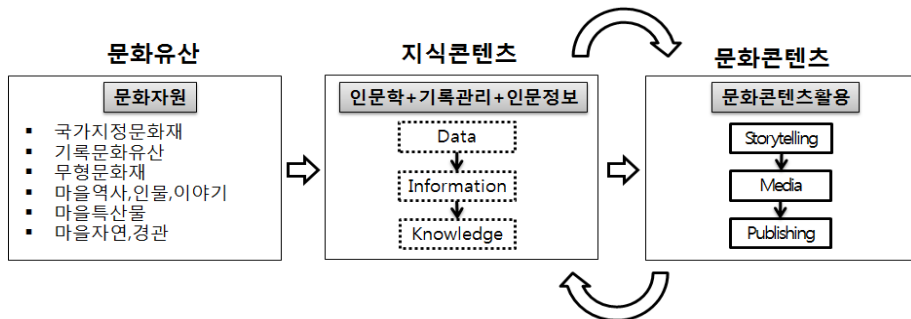 문화유산
문화자원
▪ 국가지정문화재
▪ 기록문화유산
▪ 무형문화재
▪ 마을역사,인물,이야기
▪ 마을특산물
▪ 마을자연,경관
지식콘텐츠
인문학+기록관리+인문정보
Data
Information
Knowledge
문화콘텐츠
문화콘텐츠활용
Storytelling
Media
Publishing